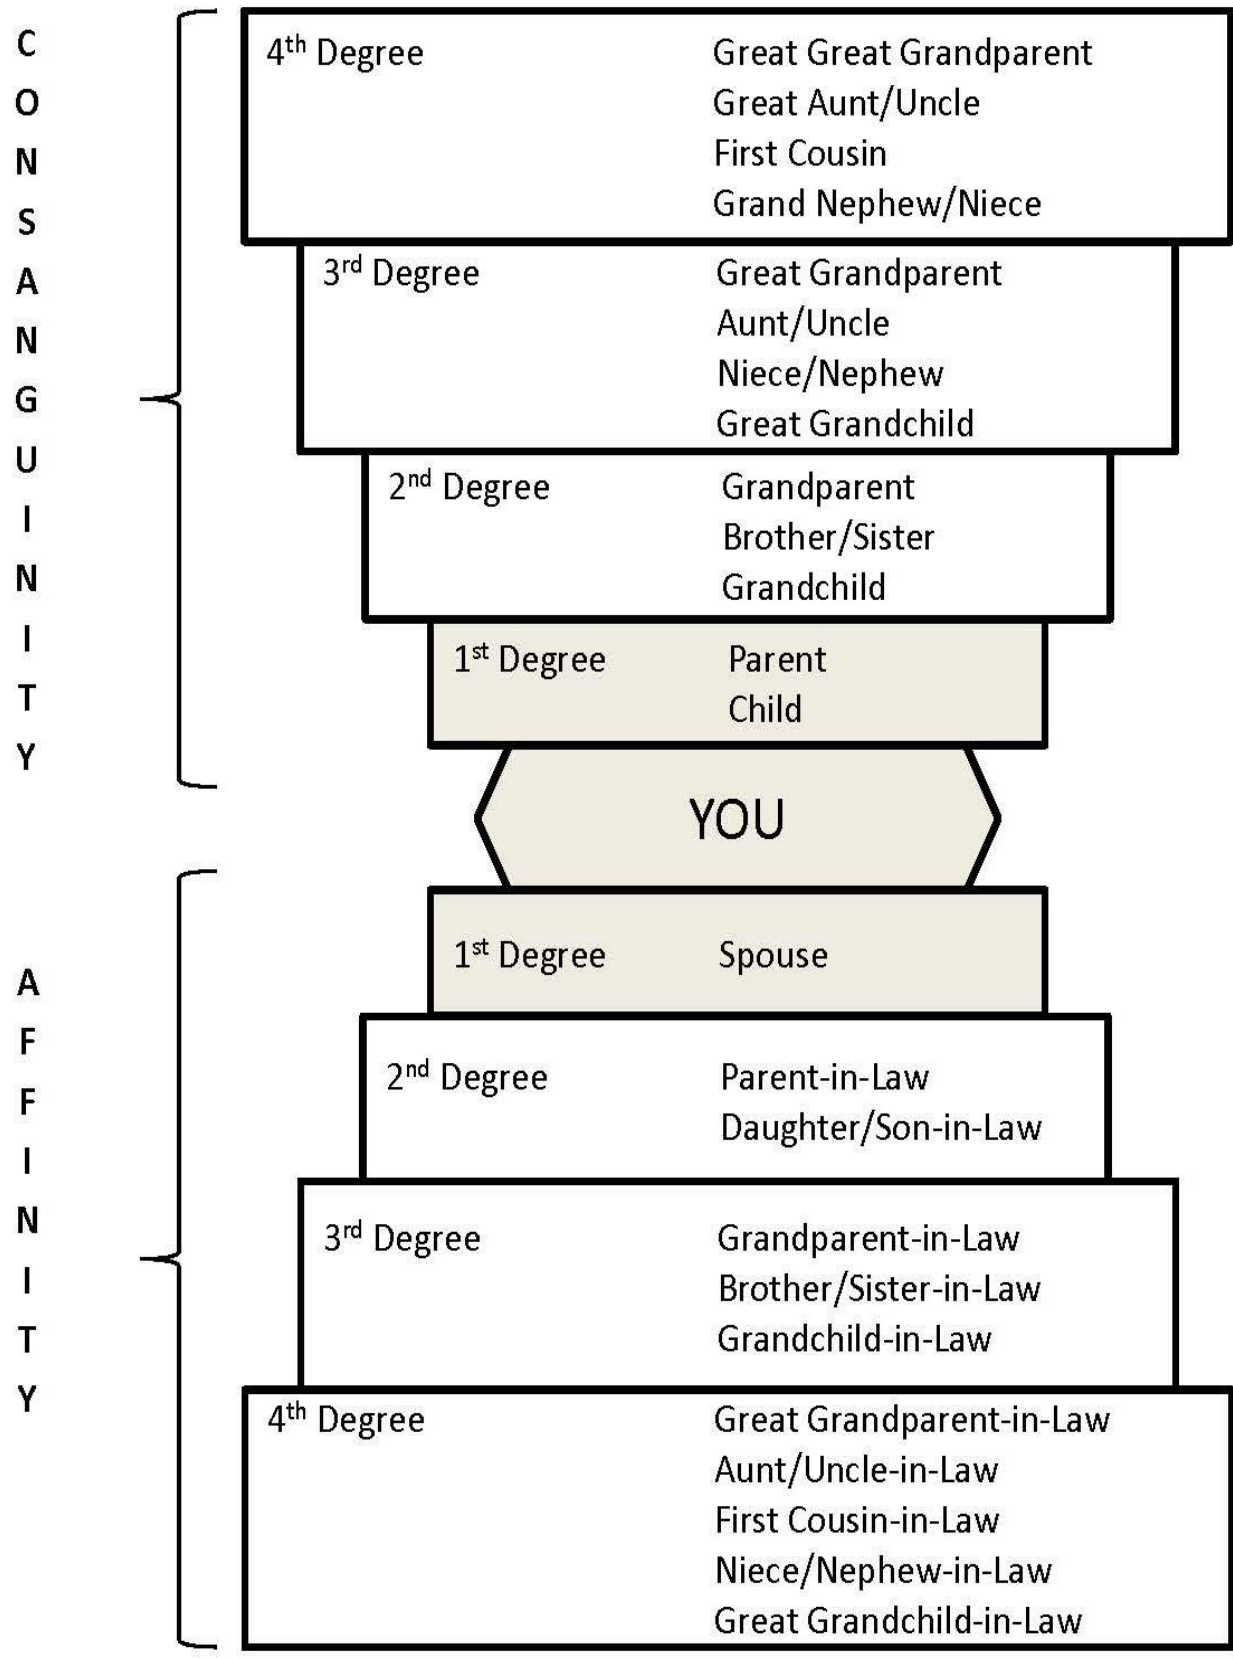 CONSANGUINITY
4th Degree Great Great Grandparent
Great Aunt/Uncle
First Cousin
Grand Nephew/Niece
3rd Degree Great Grandparent
Aunt/Uncle
Niece/Nephew
Great Grandchild
2nd Degree Grandparent
Brother/Sister
Grandchild
1st Degree Parent
Child
YOU
AFFINITY
1st Degree Spouse
2nd Degree Parent-in-Law
Daughter/Son-in-Law
3rd Degree Grandparent-in-Law
Brother/Sister-in-Law
Grandchild-in-Law
4th Degree Great Grandparent-in-Law
Aunt/Uncle-in-Law
First Cousin-in-Law
Niece/Nephew-in-Law
Great Grandchild-in-Law